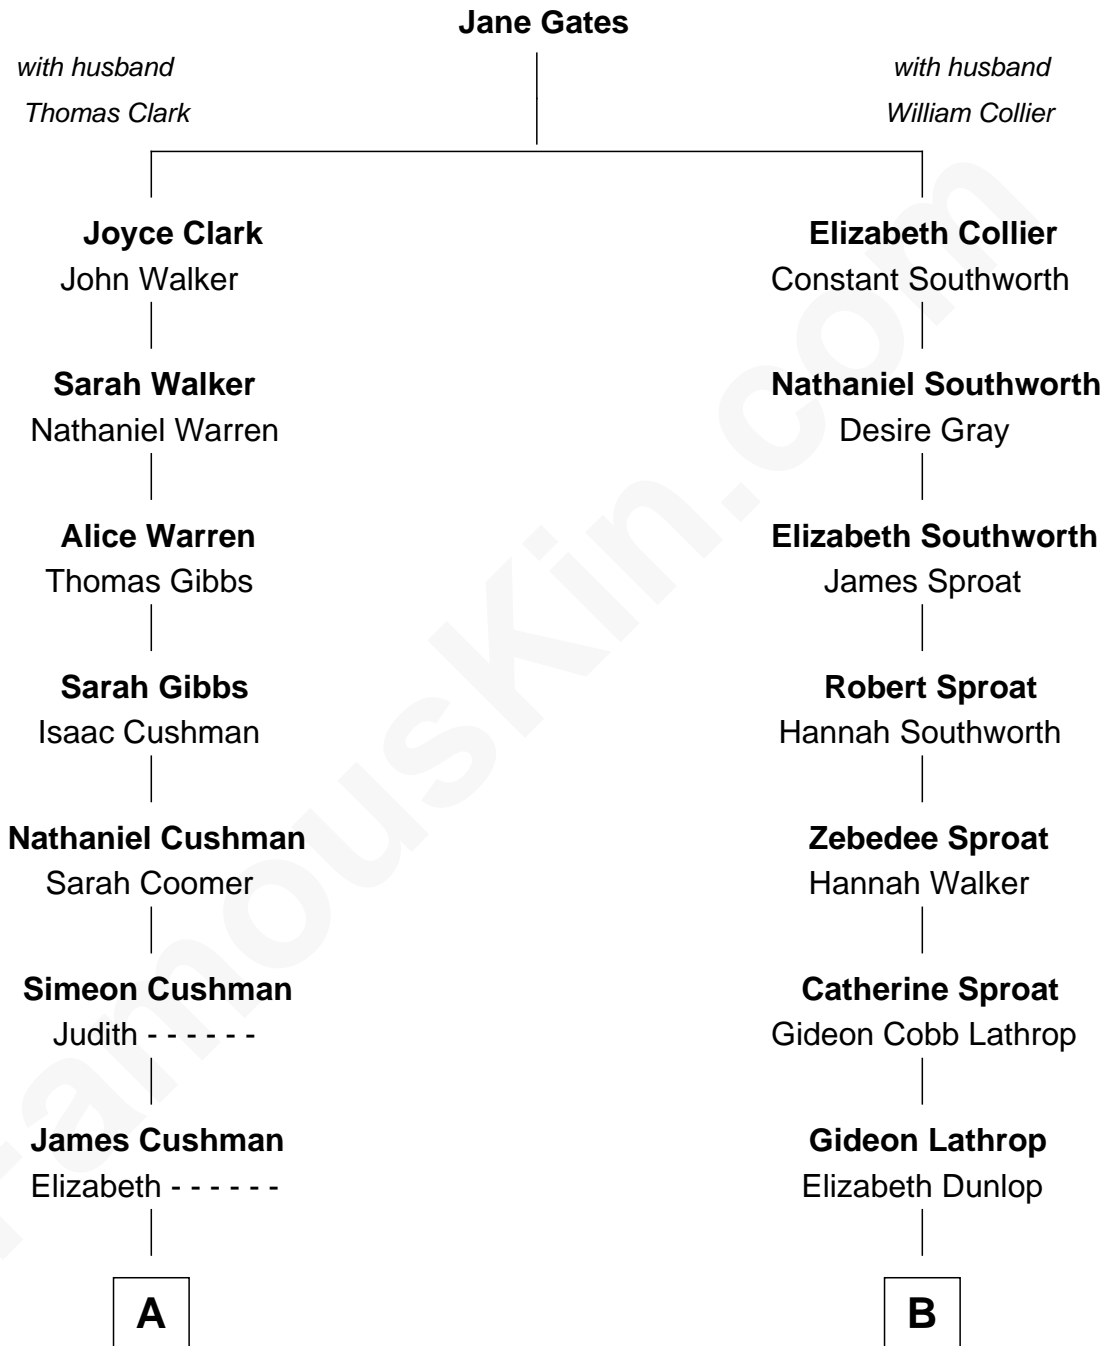 Jane Gates
with husband
Thomas Clark
with husband
William Collier
Joyce Clark
John Walker
Sarah Walker
Nathaniel Warren
Alice Warren
Thomas Gibbs
Sarah Gibbs
Isaac Cushman
Nathaniel Cushman
Sarah Coomer
Simeon Cushman
Judith - - - - - -
James Cushman
Elizabeth - - - - - -
A
Elizabeth Collier
Constant Southworth
Nathaniel Southworth
Desire Gray
Elizabeth Southworth
James Sproat
Robert Sproat
Hannah Southworth
Zebedee Sproat
Hannah Walker
Catherine Sproat
Gideon Cobb Lathrop
Gideon Lathrop
Elizabeth Dunlop
B
FamousKin.com